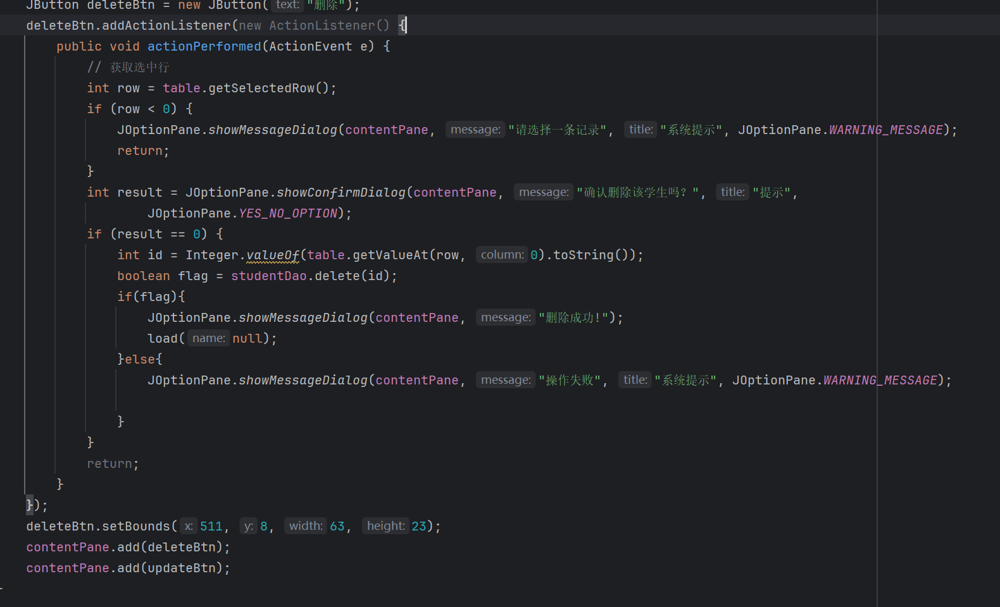 JButton deleteBtn = new JButton( text: "删除");
deleteBtn.addActionListener(new ActionListener() {
public void actionPerformed(ActionEvent e) {
// 获取选中行
int row = table.getSelectedRow();
if (row < 0) {
JOptionPane.showMessageDialog(contentPane, message: "请选择一条记录", title: "系统提示", JOptionPane.WARNING_MESSAGE);
return;
}
int result = JOptionPane.showConfirmDialog(contentPane, message: "确认删除该学生吗？", title: "提示",
JOptionPane.YES_NO_OPTION);
if (result == 0) {
int id = Integer.valueOf(table.getValueAt(row, column: 0).toString());
boolean flag = studentDao.delete(id);
if(flag){
JOptionPane.showMessageDialog(contentPane, message: "删除成功!");
load( name: null);
}else{
JOptionPane.showMessageDialog(contentPane, message: "操作失败", title: "系统提示", JOptionPane.WARNING_MESSAGE);
}
}
return;
}
});
deleteBtn.setBounds( x: 511, y: 8, width: 63, height: 23);
contentPane.add(deleteBtn);
contentPane.add(updateBtn);